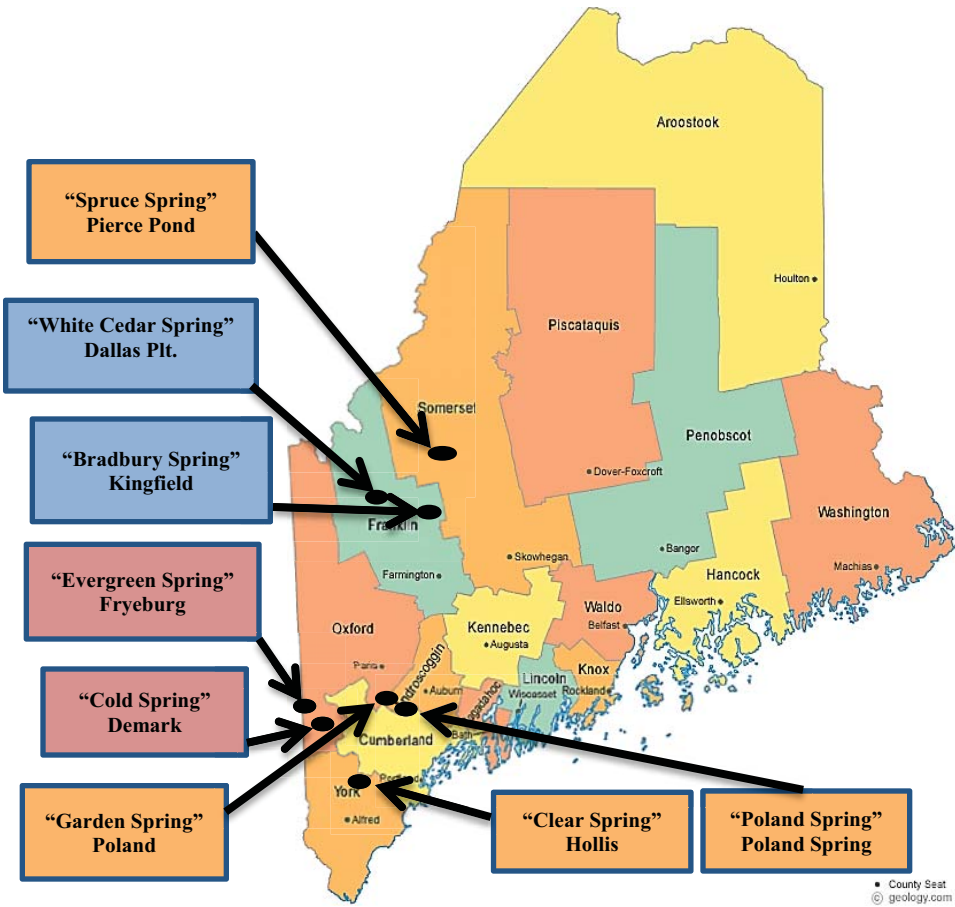 Aroostook
“Spruce Spring”
Pierce Pond
Houlton
“White Cedar Spring”
Dallas Plt.
Piscataquis
Somerset
Penobscot
“Bradbury Spring”
Kingfield
Dover-Foxcroft
Washington
Franklin
Bangor
Skowhegan
Machias
Hancock
“Evergreen Spring”
Fryeburg
Farmington
Ellsworth
Waldo
Belfast
Oxford
Kennebec
Augusta
Paris
Androscoggin
Knox
Lincoln
“Cold Spring”
Demark
Auburn
Wiscasset
Rockland
Sagadahoc
Bath
Cumberland
Portland
York
“Garden Spring”
Poland
Alfred
“Clear Spring”
Hollis
“Poland Spring”
Poland Spring
County Seat
© geology.com